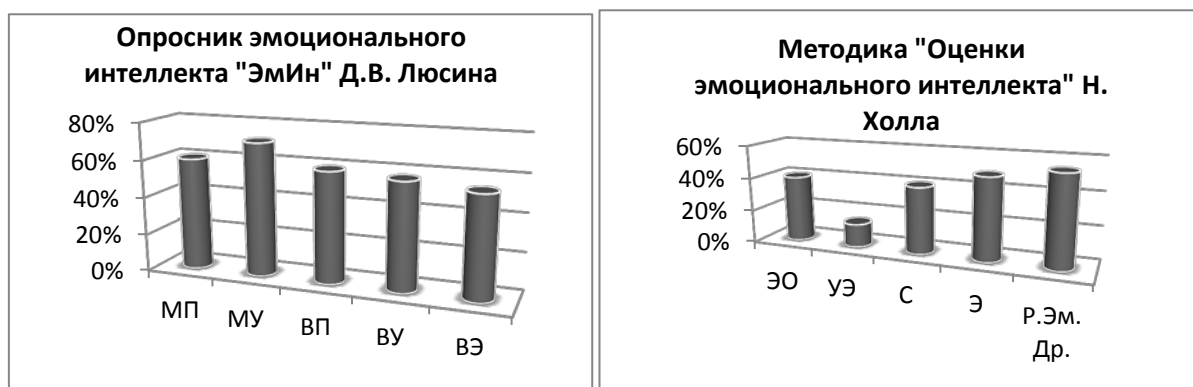 Опросник эмоционального
интеллекта "ЭмИн" Д.В. Люсина
80%
60%
40%
20%
0%
МП
МУ
ВП
ВУ
ВЭ
Методика "Оценки
эмоционального интеллекта" Н.
Холла
60%
40%
20%
0%
ЭО
УЭ
С
Э
Р.Эм.
Др.